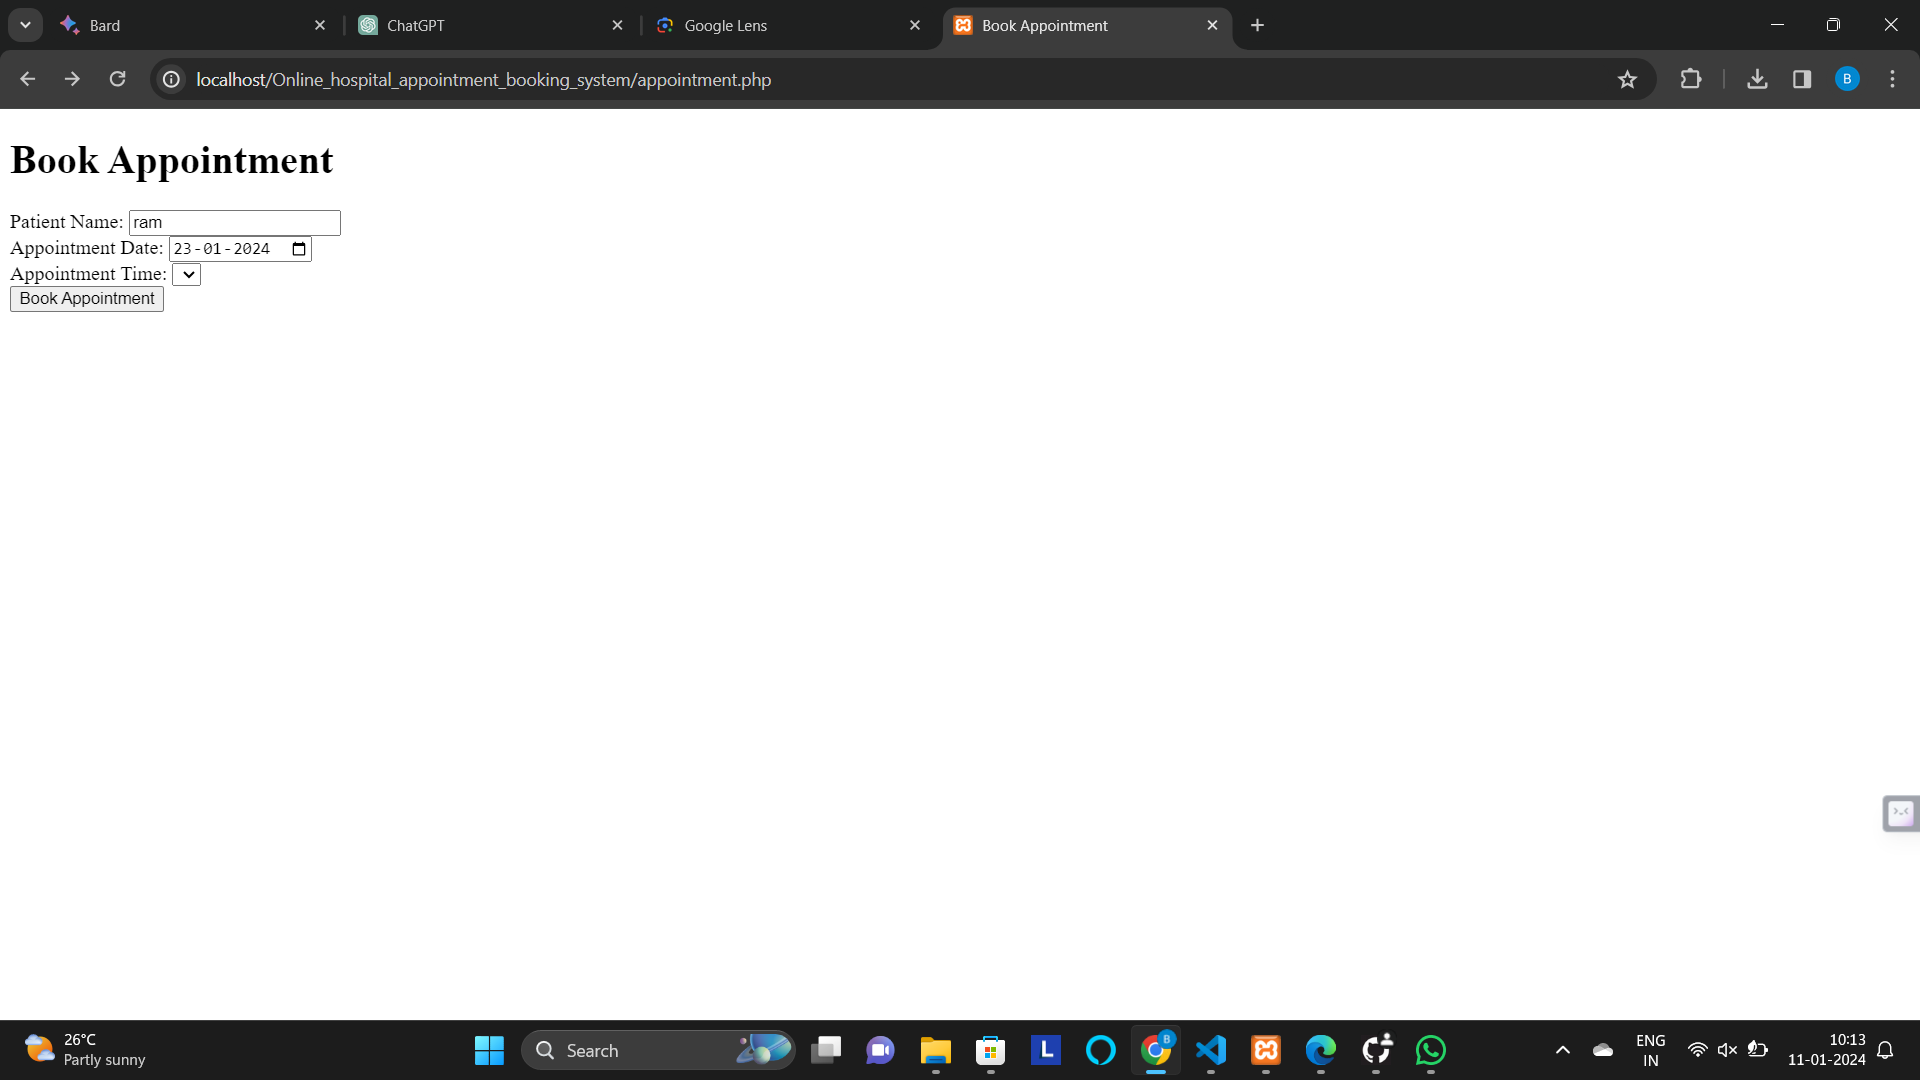 Bard
ChatGPT
Google Lens
Book Appointment
localhost/Online_hospital_appointment_booking_system/appointment.php
B
Book Appointment
Patient Name: ram
Appointment Date: 23-01-2024
Appointment Time:
Book Appointment
26°C
Partly sunny
Search
L
B
ENG
IN
10:13
11-01-2024